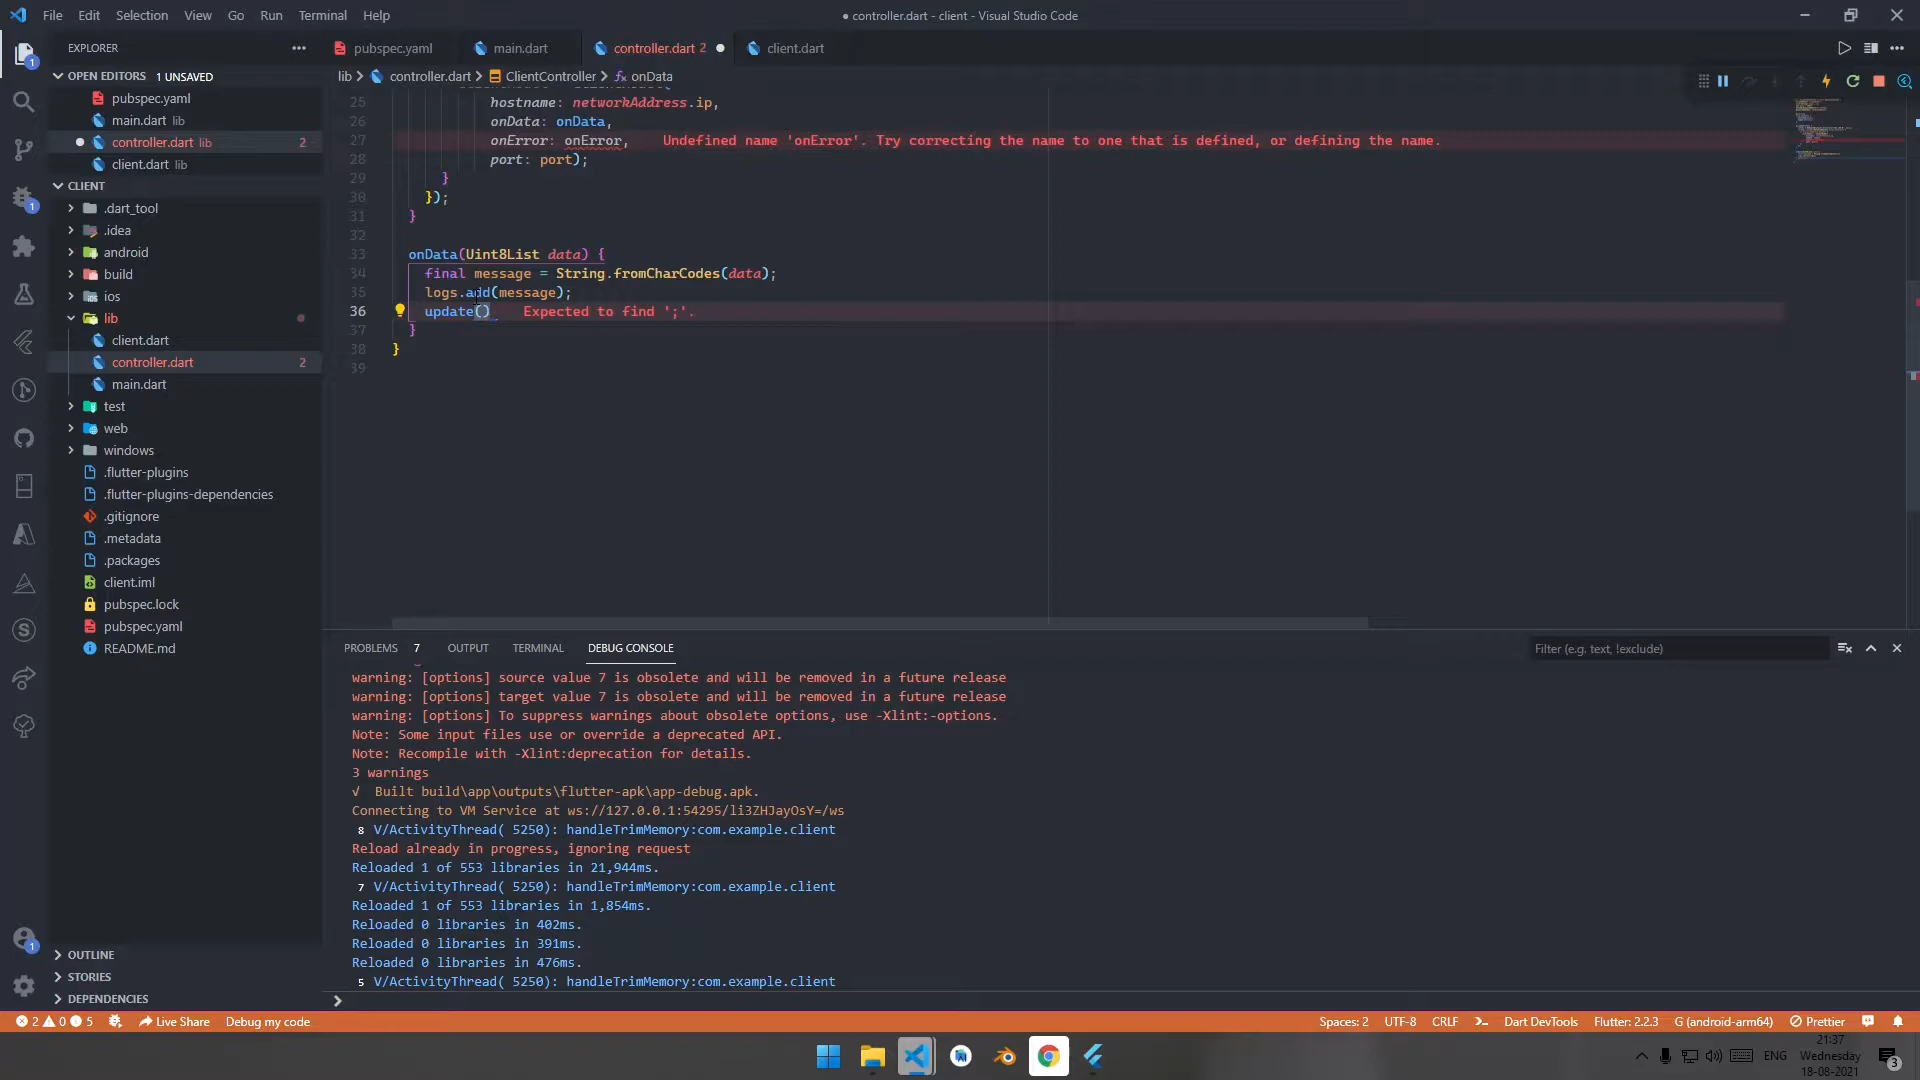 File Edit Selection View Go Run Terminal Help
● controller.dart - client - Visual Studio Code
EXPLORER
pubspec.yaml
main.dart
controller.dart 2
client.dart
OPEN EDITORS 1 UNSAVED
pubspec.yaml
main.dart lib
controller.dart lib 2
client.dart lib
CLIENT
.dart_tool
.idea
android
build
ios
lib
client.dart
controller.dart 2
main.dart
test
web
windows
.flutter-plugins
.flutter-plugins-dependencies
.gitignore
.metadata
.packages
client.iml
pubspec.lock
pubspec.yaml
README.md
OUTLINE
STORIES
DEPENDENCIES
lib > controller.dart > ClientController > onData
25 hostname: networkAddress.ip,
26 onData: onData,
27 onError: onError, Undefined name 'onError'. Try correcting the name to one that is defined, or defining the name.
28 port: port);
29 }
30 });
31 }
32
33 onData(Uint8List data) {
34 final message = String.fromCharCodes(data);
35 logs.add(message);
36 update() Expected to find ';'.
37 }
38 }
39
PROBLEMS 7 OUTPUT TERMINAL DEBUG CONSOLE
Filter (e.g. text, !exclude)
warning: [options] source value 7 is obsolete and will be removed in a future release
warning: [options] target value 7 is obsolete and will be removed in a future release
warning: [options] To suppress warnings about obsolete options, use -Xlint:-options.
Note: Some input files use or override a deprecated API.
Note: Recompile with -Xlint:deprecation for details.
3 warnings
√ Built build\app\outputs\flutter-apk\app-debug.apk.
Connecting to VM Service at ws://127.0.0.1:54295/li3ZHJayOsY=/ws
8 V/ActivityThread( 5250): handleTrimMemory:com.example.client
Reload already in progress, ignoring request
Reloaded 1 of 553 libraries in 21,944ms.
7 V/ActivityThread( 5250): handleTrimMemory:com.example.client
Reloaded 1 of 553 libraries in 1,854ms.
Reloaded 0 libraries in 402ms.
Reloaded 0 libraries in 391ms.
Reloaded 0 libraries in 476ms.
5 V/ActivityThread( 5250): handleTrimMemory:com.example.client
2 0 5 Live Share Debug my code
Spaces: 2 UTF-8 CRLF Dart DevTools Flutter: 2.2.3 G (android-arm64) Prettier
ENG
21:37
Wednesday
18-08-2021
3